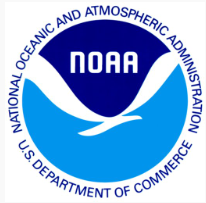 NATIONAL OCEANIC AND ATMOSPHERIC ADMINISTRATION
NOAA
U.S. DEPARTMENT OF COMMERCE